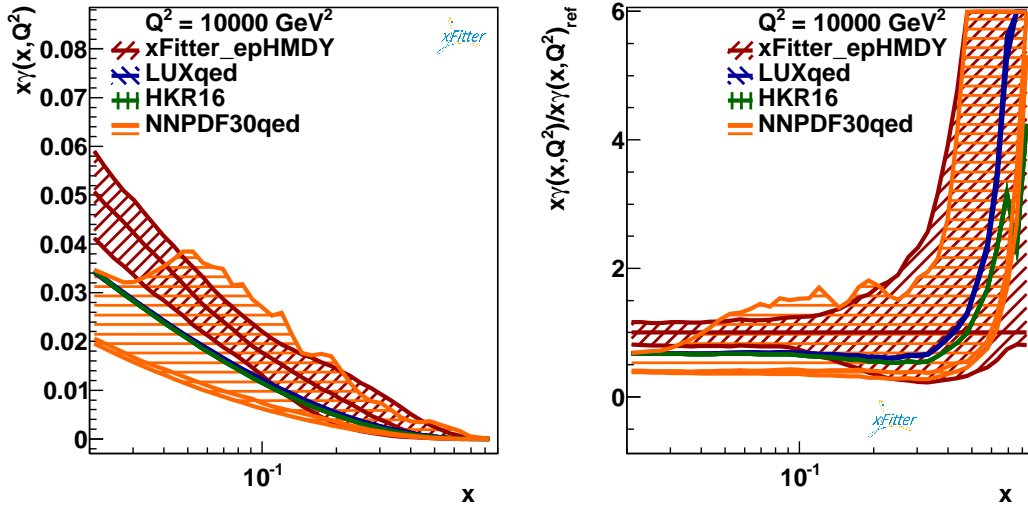 Q² = 10000 GeV²
xFitter_epHMDY
LUXqed
HKR16
NNPDF30qed
xFitter
xγ(x,Q²)
0.08
0.07
0.06
0.05
0.04
0.03
0.02
0.01
0
10⁻¹
x
Q² = 10000 GeV²
xFitter_epHMDY
LUXqed
HKR16
NNPDF30qed
xFitter
xγ(x,Q²)/xγ(x,Q²)ref
6
4
2
0
10⁻¹
x